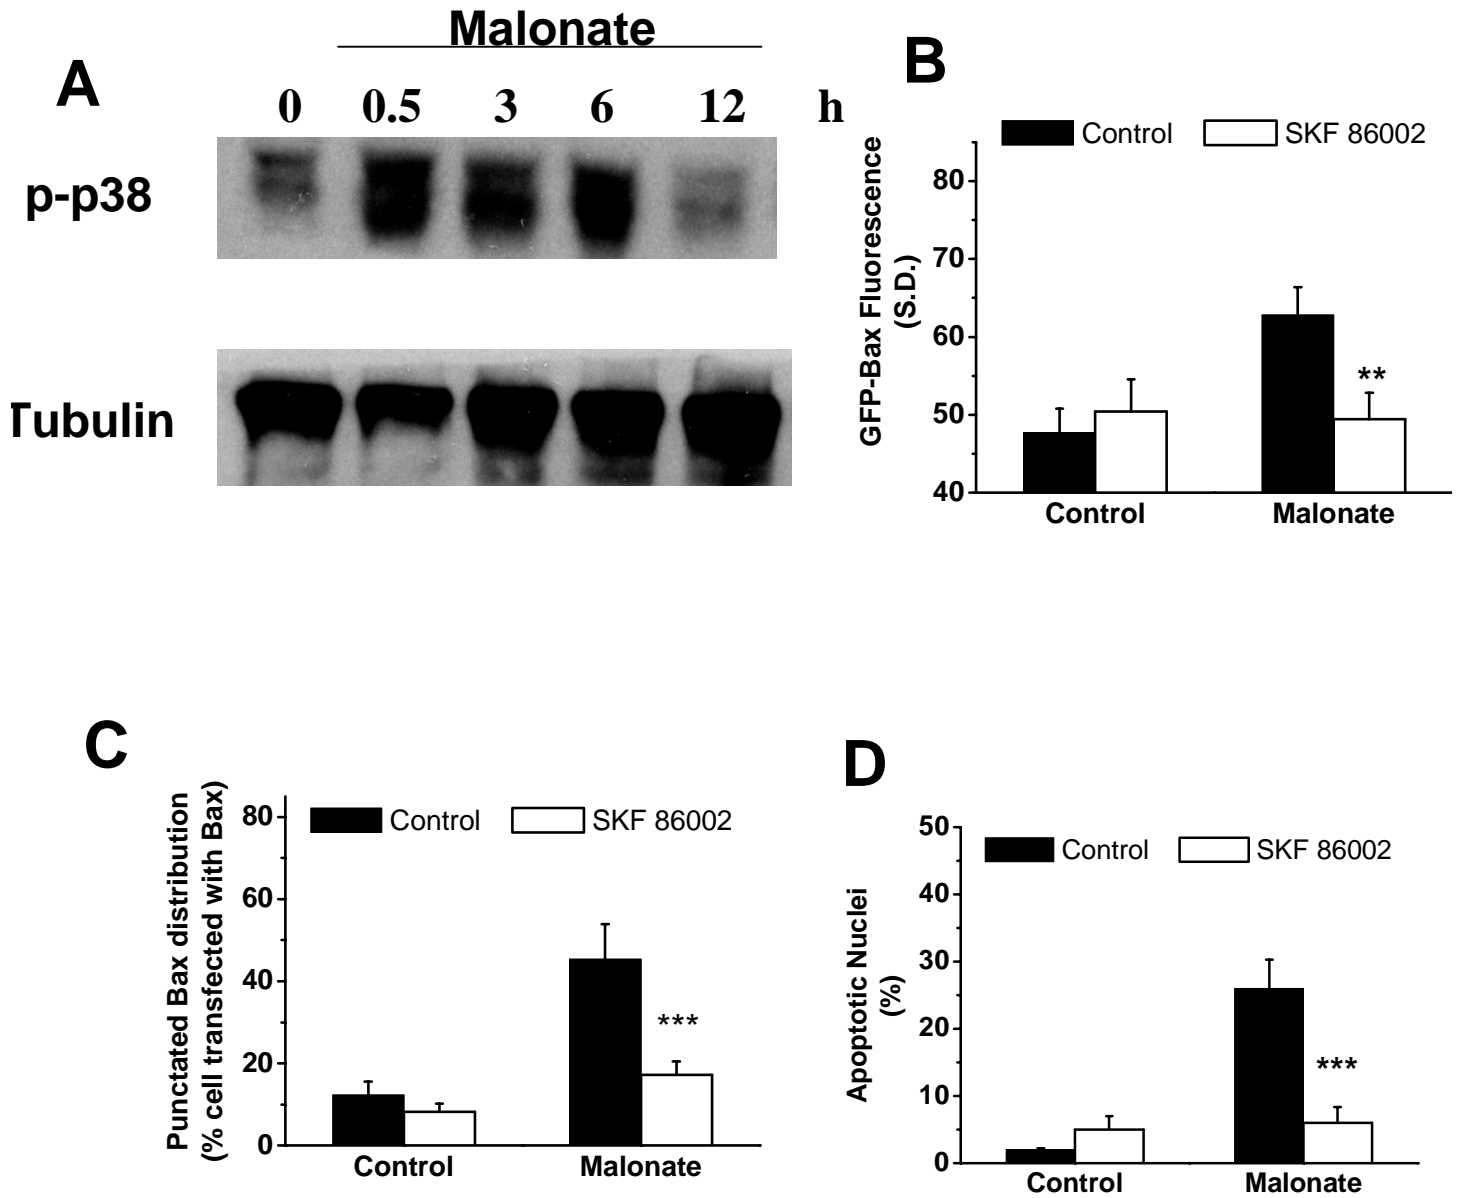 Malonate
A
0 0.5 3 6 12 h
p-p38
Tubulin
B
Control SKF 86002
GFP-Bax Fluorescence
(S.D.)
80
70
60
50
40
**
Control Malonate
C
Control SKF 86002
Punctated Bax distribution
(% cell transfected with Bax)
80
60
40
20
0
***
Control Malonate
D
Control SKF 86002
Apoptotic Nuclei
(%)
50
40
30
20
10
0
***
Control Malonate